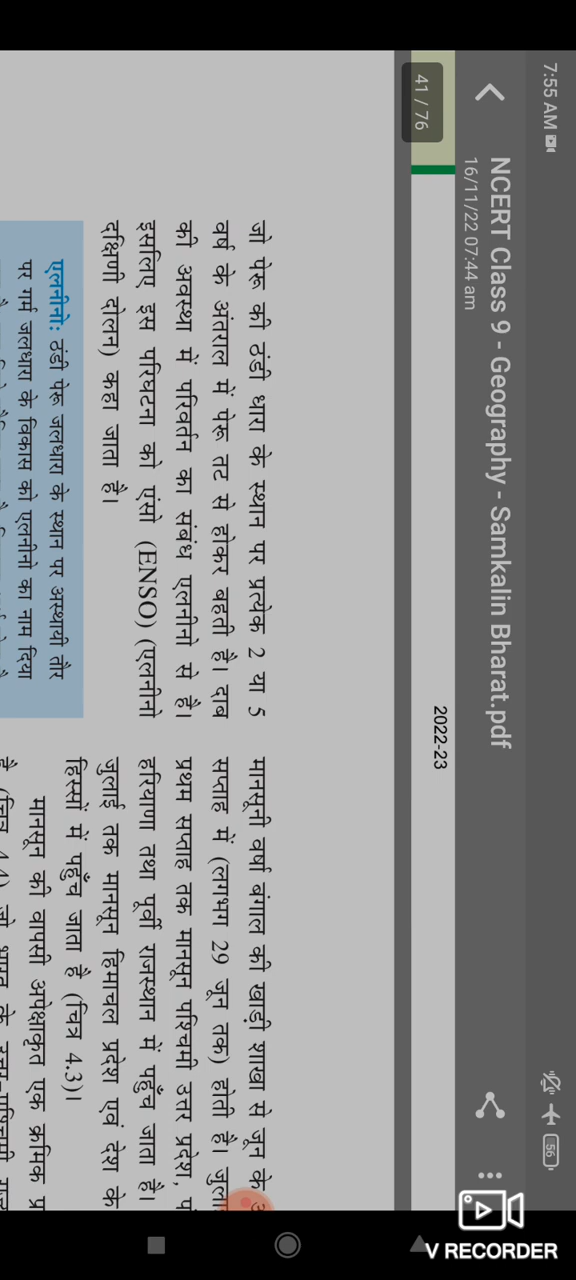 7:55 AM
NCERT Class 9 - Geography - Samkalin Bharat.pdf
16/11/22 07:44 am
56
41 / 76
2022-23
जो पेरू की ठंडी धारा के स्थान पर प्रत्येक 2 या 5
वर्ष के अंतराल में पेरू तट से होकर बहती है। दाब
की अवस्था में परिवर्तन का संबंध एलनीनो से है।
इसलिए इस परिघटना को एंसो (ENSO) (एलनीनो
दक्षिणी दोलन) कहा जाता है।
एलनीनो: ठंडी पेरू जलधारा के स्थान पर अस्थायी तौर
पर गर्म जलधारा के विकास को एलनीनो का नाम दिया
मानसूनी वर्षा बंगाल की खाड़ी शाखा से जून के
सप्ताह में (लगभग 29 जून तक) होती है।
प्रथम सप्ताह तक मानसून पश्चिमी उत्तर प्रदेश,
हरियाणा तथा पूर्वी राजस्थान में पहुँच जाता है।
जुलाई तक मानसून हिमाचल प्रदेश एवं देश के
हिस्सों में पहुँच जाता है (चित्र 4.3)।
मानसून की वापसी अपेक्षाकृत एक क्रमिक
है (चित्र 4.4) जो भारत के
V RECORDER